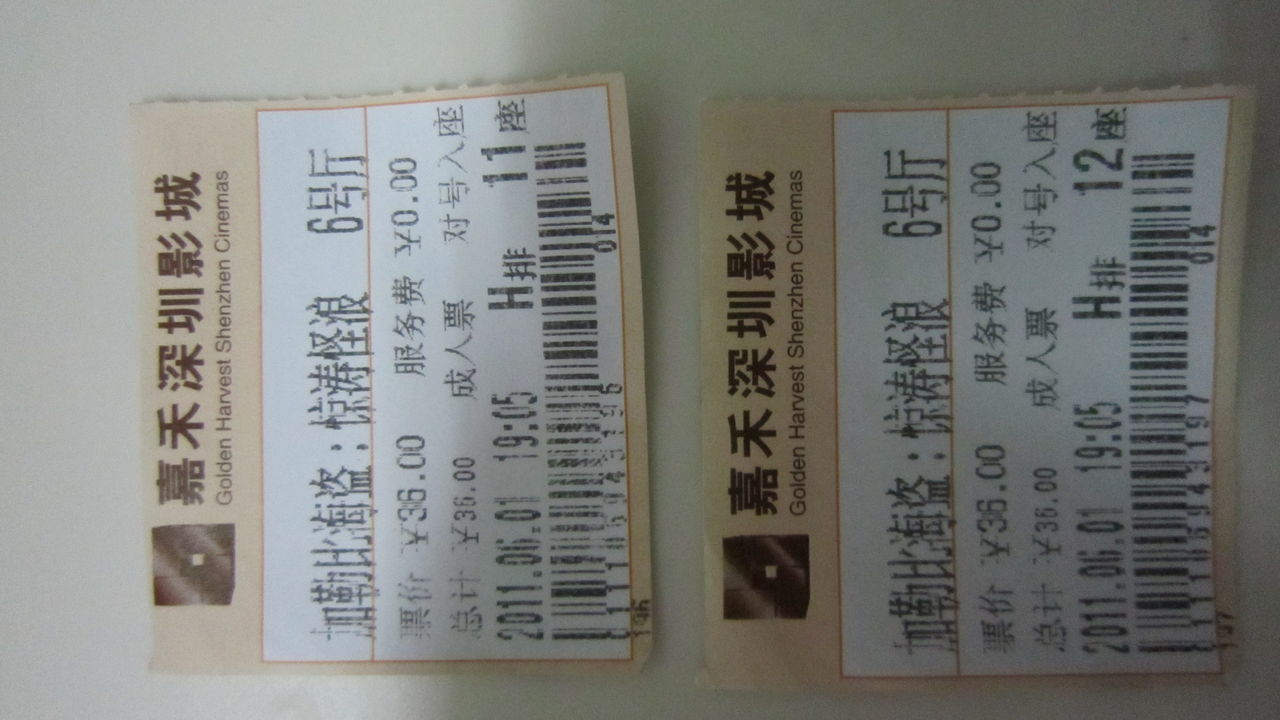 嘉禾深圳影城
Golden Harvest Shenzhen Cinemas
加勒比海盗：惊涛怪浪 6号厅
票价 ￥36.00 服务费 ￥0.00
总计 ￥36.00 成人票 对号入座
2011.06.01 19:05 H排 11座
014
196
嘉禾深圳影城
Golden Harvest Shenzhen Cinemas
加勒比海盗：惊涛怪浪 6号厅
票价 ￥36.00 服务费 ￥0.00
总计 ￥36.00 成人票 对号入座
2011.06.01 19:05 H排 12座
014
197